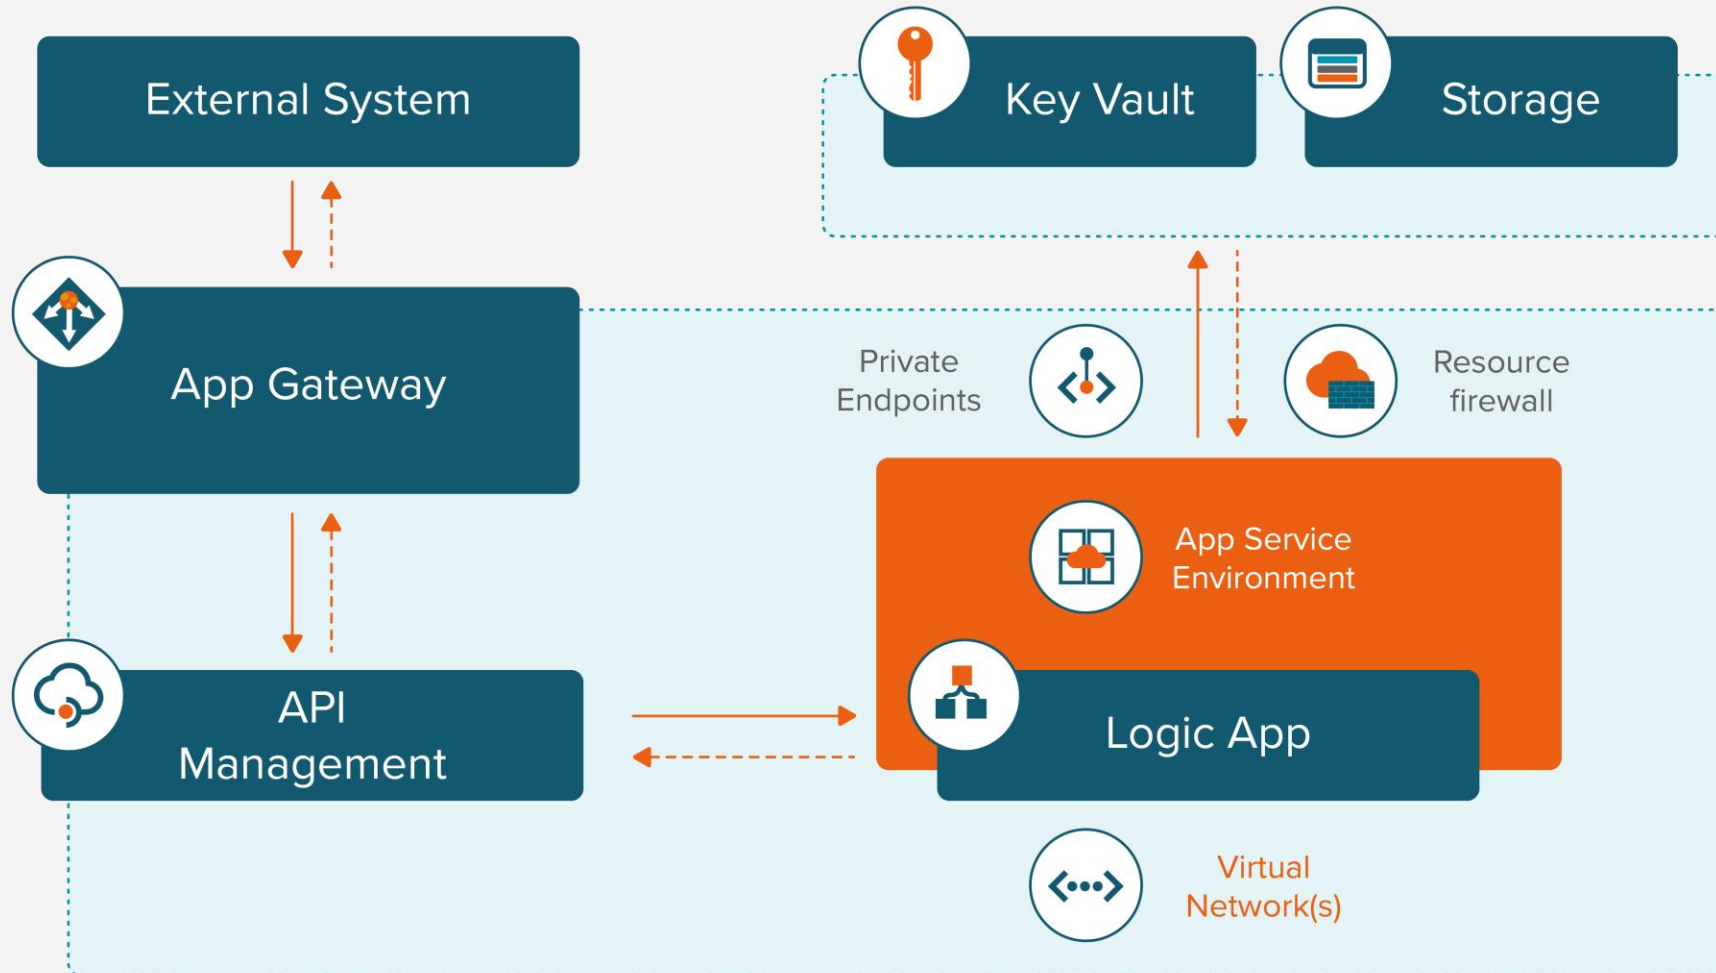 External System
Key Vault
Storage
App Gateway
Private
Endpoints
Resource
firewall
App Service
Environment
API
Management
Logic App
Virtual
Network(s)